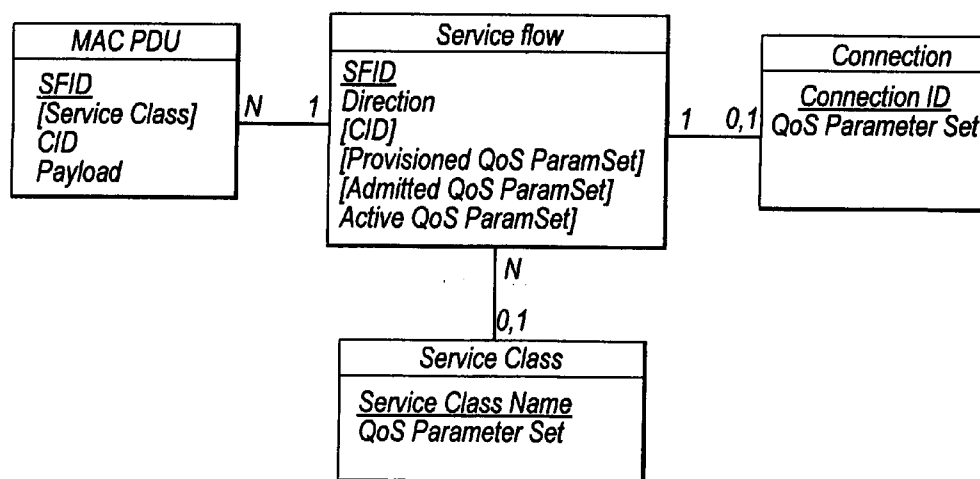 MAC PDU
SFID
[Service Class]
CID
Payload
N
1
Service flow
SFID
Direction
[CID]
[Provisioned QoS ParamSet]
[Admitted QoS ParamSet]
Active QoS ParamSet]
1
0,1
Connection
Connection ID
QoS Parameter Set
N
0,1
Service Class
Service Class Name
QoS Parameter Set